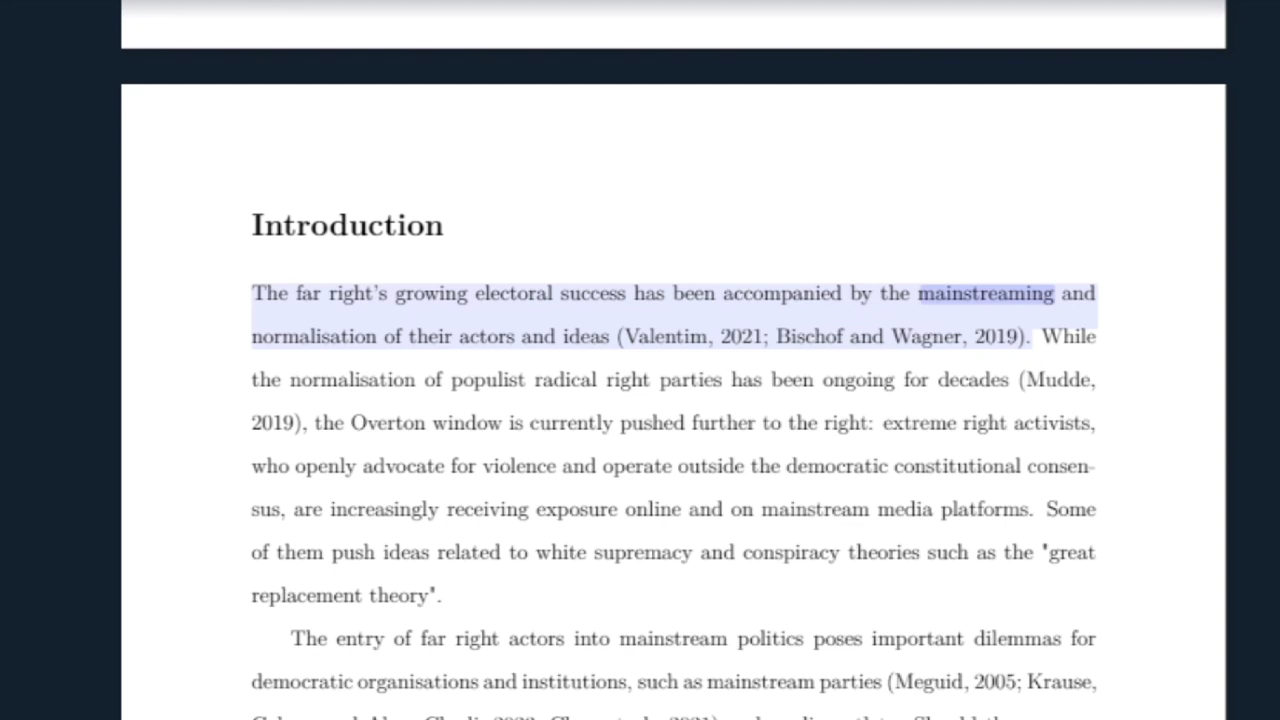 Introduction
The far right's growing electoral success has been accompanied by the mainstreaming and
normalisation of their actors and ideas (Valentim, 2021; Bischof and Wagner, 2019). While
the normalisation of populist radical right parties has been ongoing for decades (Mudde,
2019), the Overton window is currently pushed further to the right: extreme right activists,
who openly advocate for violence and operate outside the democratic constitutional consen-
sus, are increasingly receiving exposure online and on mainstream media platforms. Some
of them push ideas related to white supremacy and conspiracy theories such as the "great
replacement theory".
The entry of far right actors into mainstream politics poses important dilemmas for
democratic organisations and institutions, such as mainstream parties (Meguid, 2005; Krause,